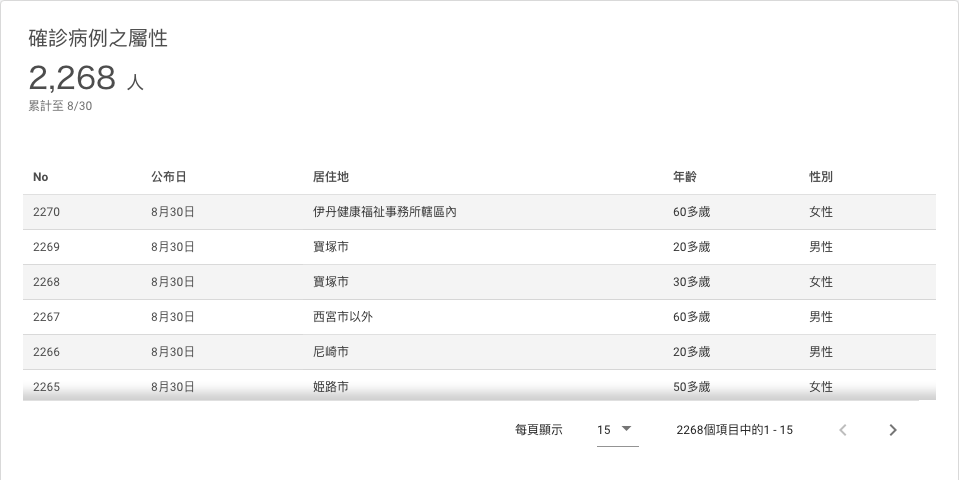 確診病例之屬性
2,268 人
累計至 8/30
No 公布日 居住地 年齡 性別
2270 8月30日 伊丹健康福祉事務所轄區內 60多歲 女性
2269 8月30日 寶塚市 20多歲 男性
2268 8月30日 寶塚市 30多歲 女性
2267 8月30日 西宮市以外 60多歲 男性
2266 8月30日 尼崎市 20多歲 男性
2265 8月30日 姫路市 50多歲 女性
每頁顯示 15 2268個項目中的1 - 15